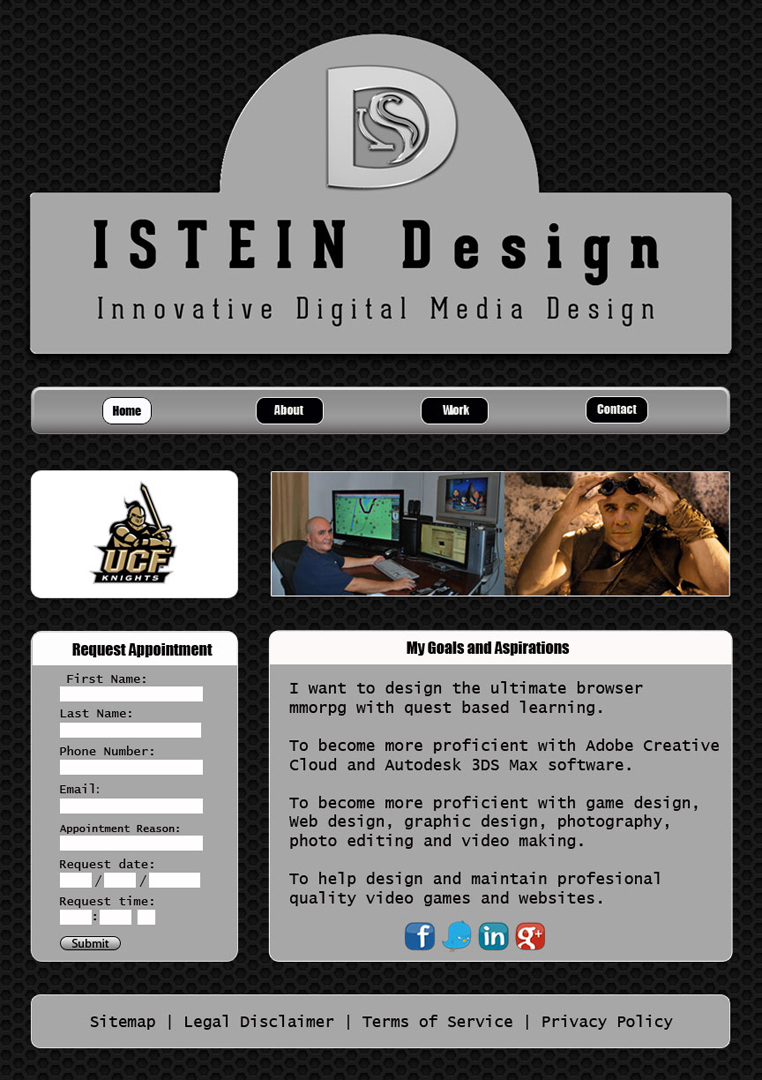 ISTEIN Design
Innovative Digital Media Design
Home About Work Contact
UCF
KNIGHTS
Request Appointment
First Name:
Last Name:
Phone Number:
Email:
Appointment Reason:
Request date:
/ /
Request time:
:
Submit
My Goals and Aspirations
I want to design the ultimate browser
mmorpg with quest based learning.
To become more proficient with Adobe Creative
Cloud and Autodesk 3DS Max software.
To become more proficient with game design,
Web design, graphic design, photography,
photo editing and video making.
To help design and maintain profesional
quality video games and websites.
f in g+
Sitemap | Legal Disclaimer | Terms of Service | Privacy Policy